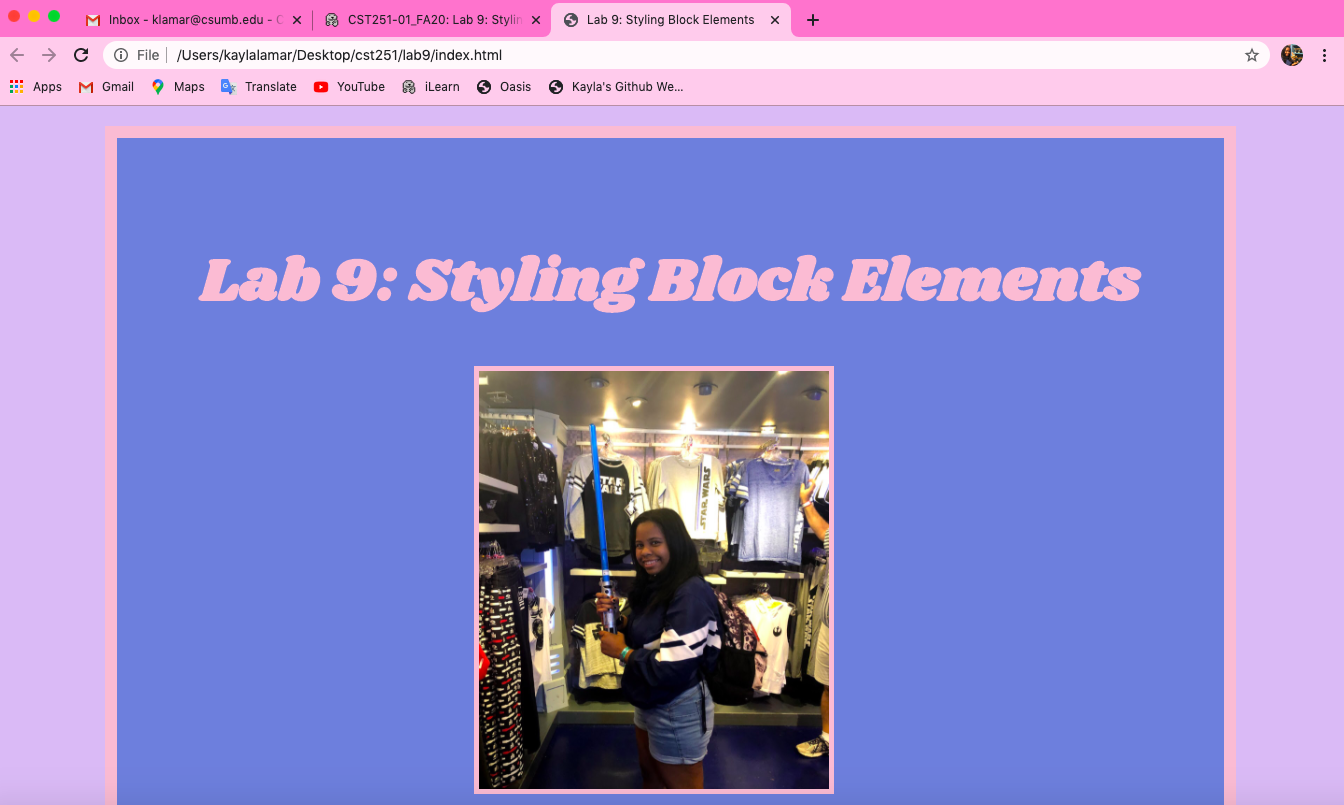 Inbox - klamar@csumb.edu - C
CST251-01_FA20: Lab 9: Stylin
Lab 9: Styling Block Elements
File
/Users/kaylalamar/Desktop/cst251/lab9/index.html
Apps
Gmail
Maps
Translate
YouTube
iLearn
Oasis
Kayla's Github We...
Lab 9: Styling Block Elements
STAR
WARS
STAR WARS